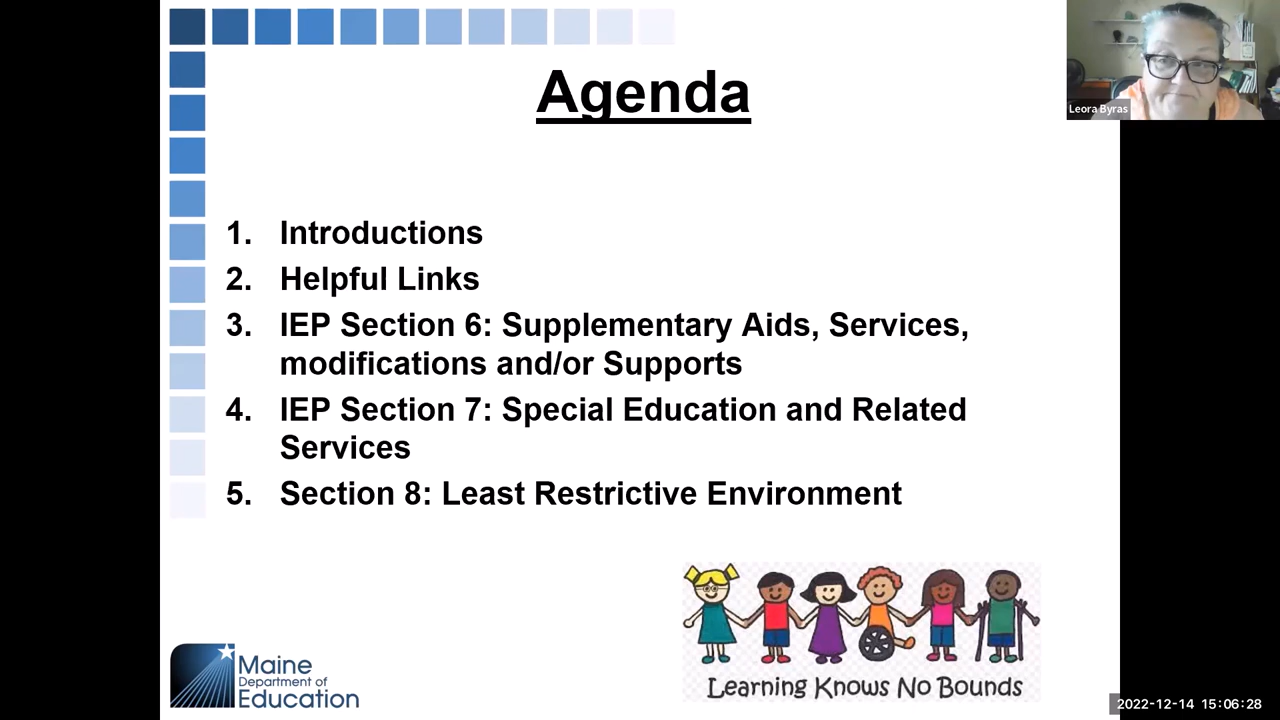 Agenda
Leora Byras
1. Introductions
2. Helpful Links
3. IEP Section 6: Supplementary Aids, Services,
modifications and/or Supports
4. IEP Section 7: Special Education and Related
Services
5. Section 8: Least Restrictive Environment
Maine
Department of
Education
Learning Knows No Bounds
2022-12-14 15:06:28